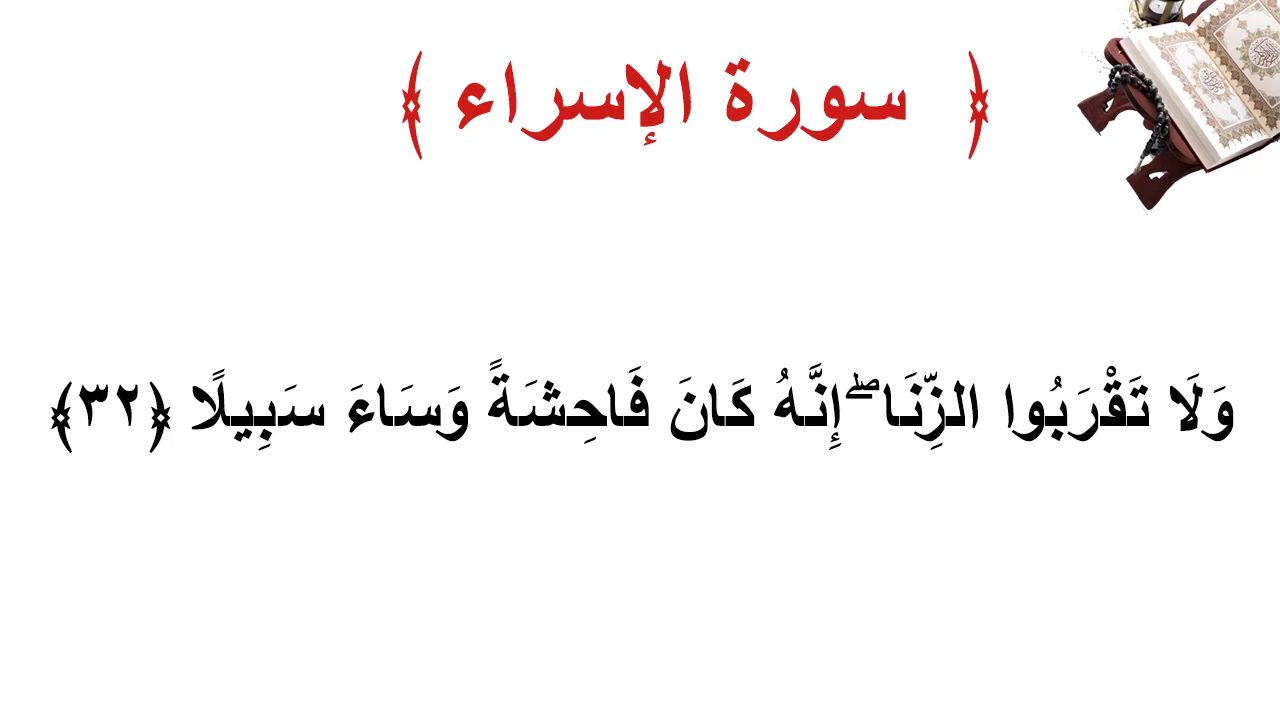 ﴿ سورة الإسراء ﴾
وَلَا تَقْرَبُوا الزِّنَا ۖ إِنَّهُ كَانَ فَاحِشَةً وَسَاءَ سَبِيلًا ﴿٣٢﴾